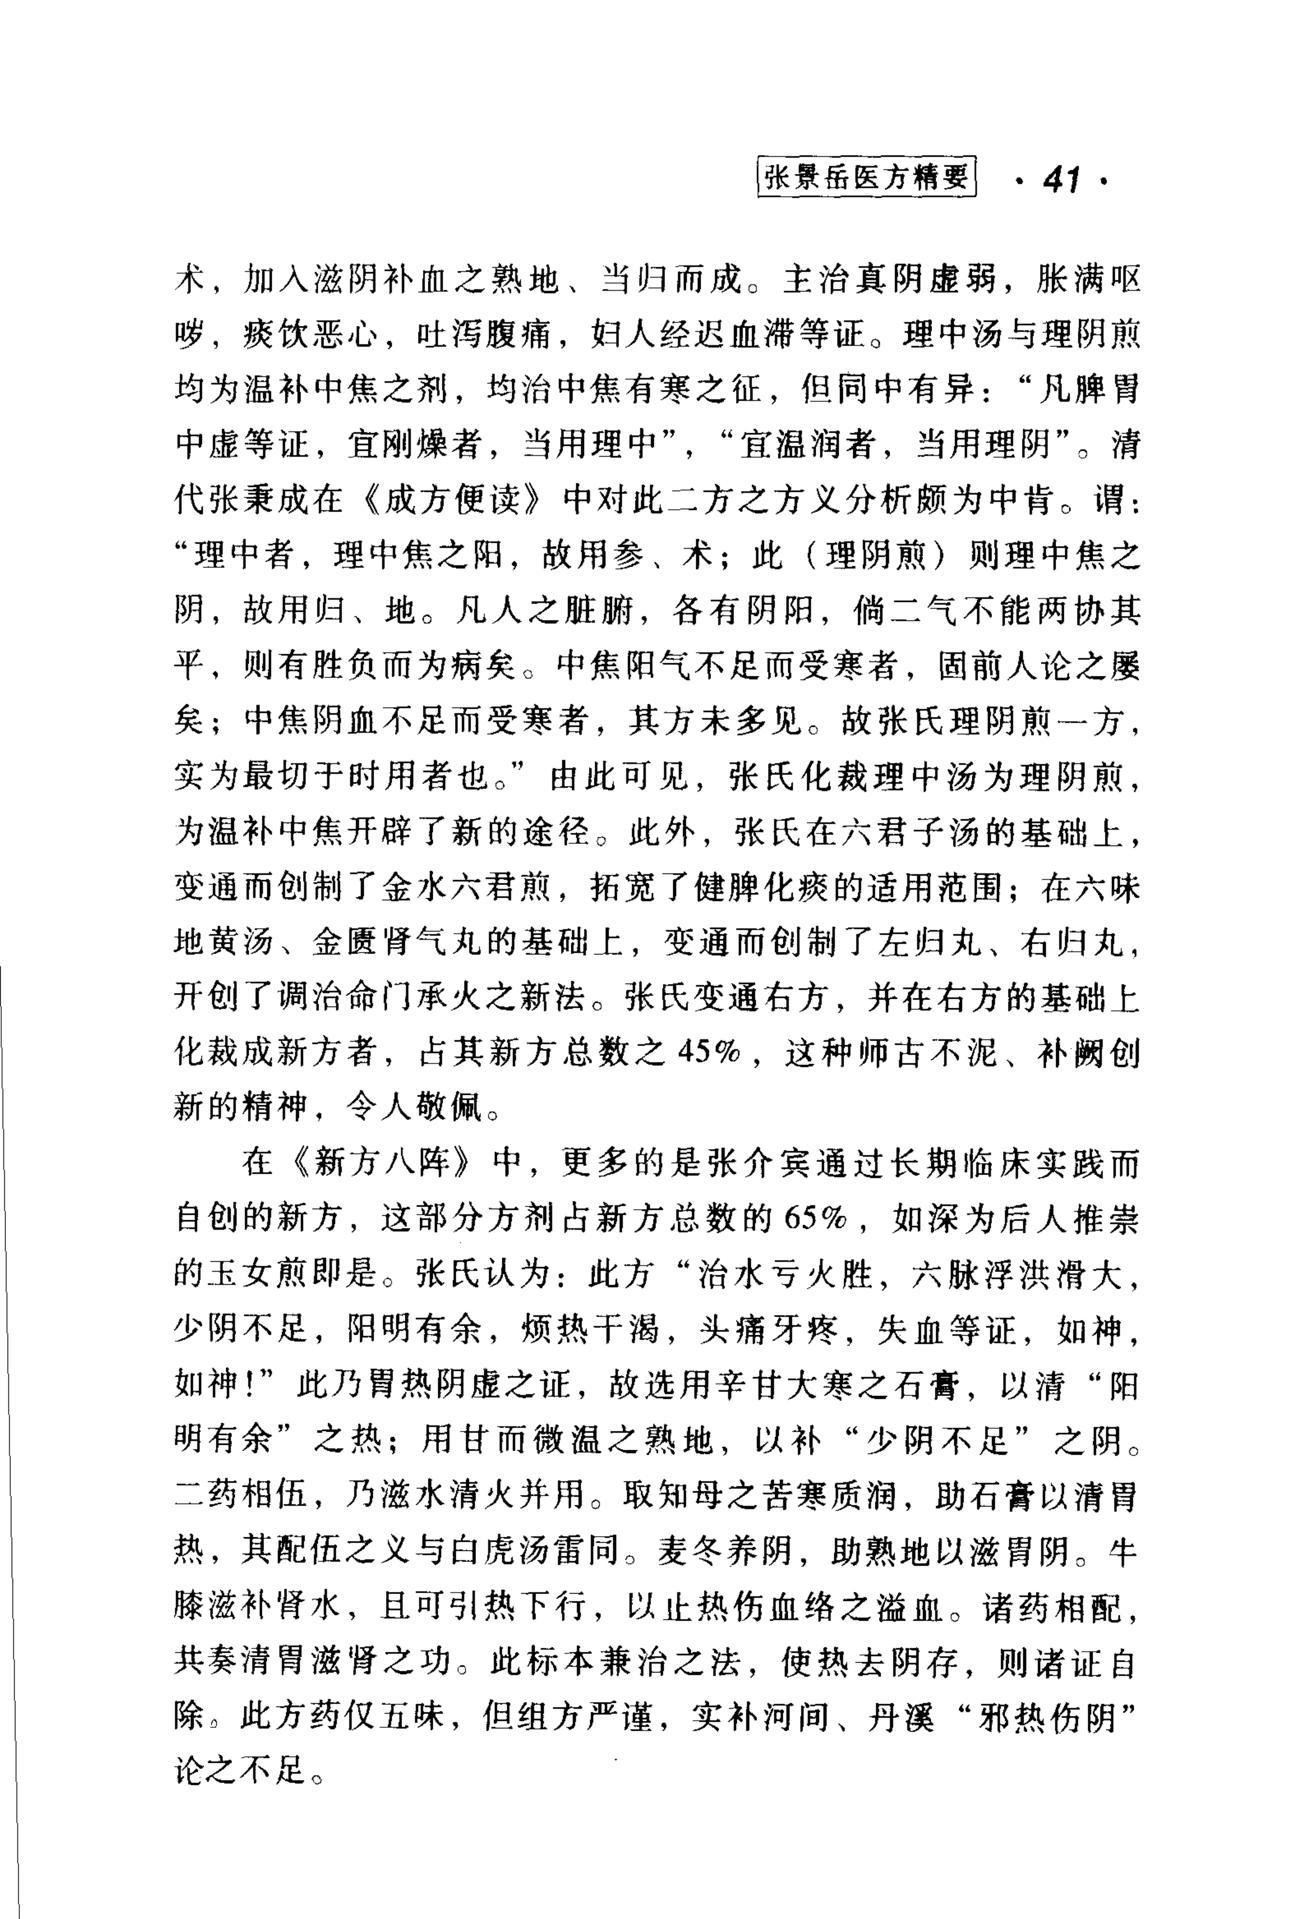 张景岳医方精要 · 41 ·
术，加入滋阴补血之熟地、当归而成。主治真阴虚弱，胀满呕
哕，痰饮恶心，吐泻腹痛，妇人经迟血滞等证。理中汤与理阴煎
均为温补中焦之剂，均治中焦有寒之征，但同中有异：“凡脾胃
中虚等证，宜刚燥者，当用理中”，“宜温润者，当用理阴”。清
代张秉成在《成方便读》中对此二方之方义分析颇为中肯。谓：
“理中者，理中焦之阳，故用参、术；此（理阴煎）则理中焦之
阴，故用归、地。凡人之脏腑，各有阴阳，倘二气不能两协其
平，则有胜负而为病矣。中焦阳气不足而受寒者，固前人论之屡
矣；中焦阴血不足而受寒者，其方未多见。故张氏理阴煎一方，
实为最切于时用者也。”由此可见，张氏化裁理中汤为理阴煎，
为温补中焦开辟了新的途径。此外，张氏在六君子汤的基础上，
变通而创制了金水六君煎，拓宽了健脾化痰的适用范围；在六味
地黄汤、金匮肾气丸的基础上，变通而创制了左归丸、右归丸，
开创了调治命门承火之新法。张氏变通右方，并在右方的基础上
化裁成新方者，占其新方总数之 45%，这种师古不泥、补阙创
新的精神，令人敬佩。
在《新方八阵》中，更多的是张介宾通过长期临床实践而
自创的新方，这部分方剂占新方总数的 65%，如深为后人推崇
的玉女煎即是。张氏认为：此方“治水亏火胜，六脉浮洪滑大，
少阴不足，阳明有余，烦热干渴，头痛牙疼，失血等证，如神，
如神！”此乃胃热阴虚之证，故选用辛甘大寒之石膏，以清“阳
明有余”之热；用甘而微温之熟地，以补“少阴不足”之阴。
二药相伍，乃滋水清火并用。取知母之苦寒质润，助石膏以清胃
热，其配伍之义与白虎汤雷同。麦冬养阴，助熟地以滋胃阴。牛
膝滋补肾水，且可引热下行，以止热伤血络之溢血。诸药相配，
共奏清胃滋肾之功。此标本兼治之法，使热去阴存，则诸证自
除。此方药仅五味，但组方严谨，实补河间、丹溪“邪热伤阴”
论之不足。